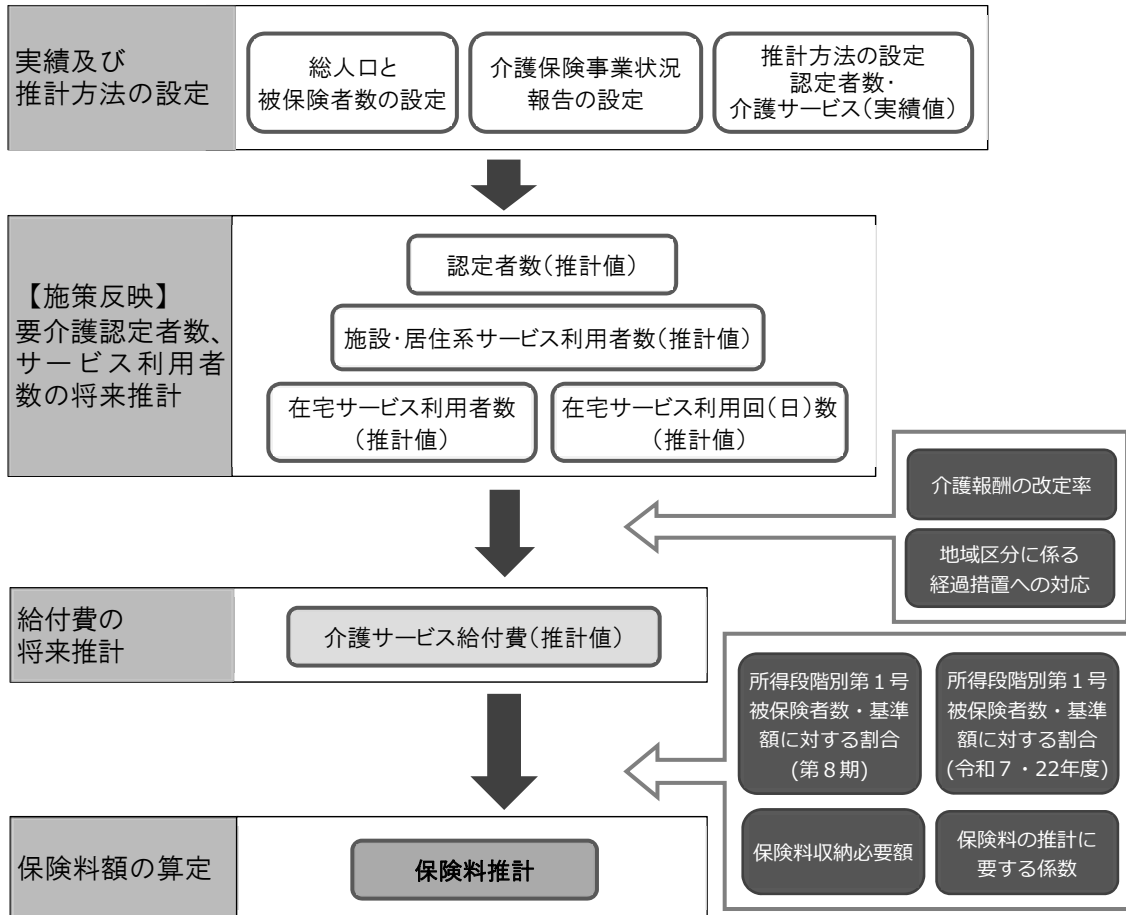 実績及び
推計方法の設定
総人口と
被保険者数の設定
介護保険事業状況
報告の設定
推計方法の設定
認定者数・
介護サービス(実績値)
【施策反映】
要介護認定者数、
サービス利用者
数の将来推計
認定者数(推計値)
施設・居住系サービス利用者数(推計値)
在宅サービス利用者数
(推計値)
在宅サービス利用回(日)数
(推計値)
介護報酬の改定率
地域区分に係る
経過措置への対応
給付費の
将来推計
介護サービス給付費(推計値)
所得段階別第1号
被保険者数・基準
額に対する割合
(第8期)
所得段階別第1号
被保険者数・基準
額に対する割合
(令和7・22年度)
保険料収納必要額
保険料の推計に
要する係数
保険料額の算定
保険料推計